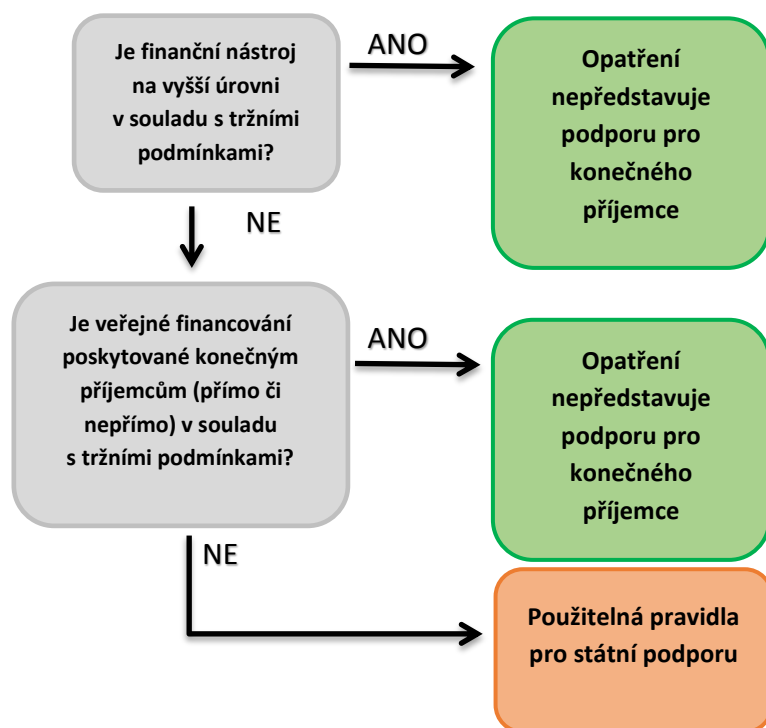 Je finanční nástroj
na vyšší úrovni
v souladu s tržními
podmínkami?
ANO
Opatření
nepředstavuje
podporu pro
konečného
příjemce
NE
Je veřejné financování
poskytované konečným
příjemcům (přímo či
nepřímo) v souladu
s tržními podmínkami?
ANO
Opatření
nepředstavuje
podporu pro
konečného
příjemce
NE
Použitelná pravidla
pro státní podporu